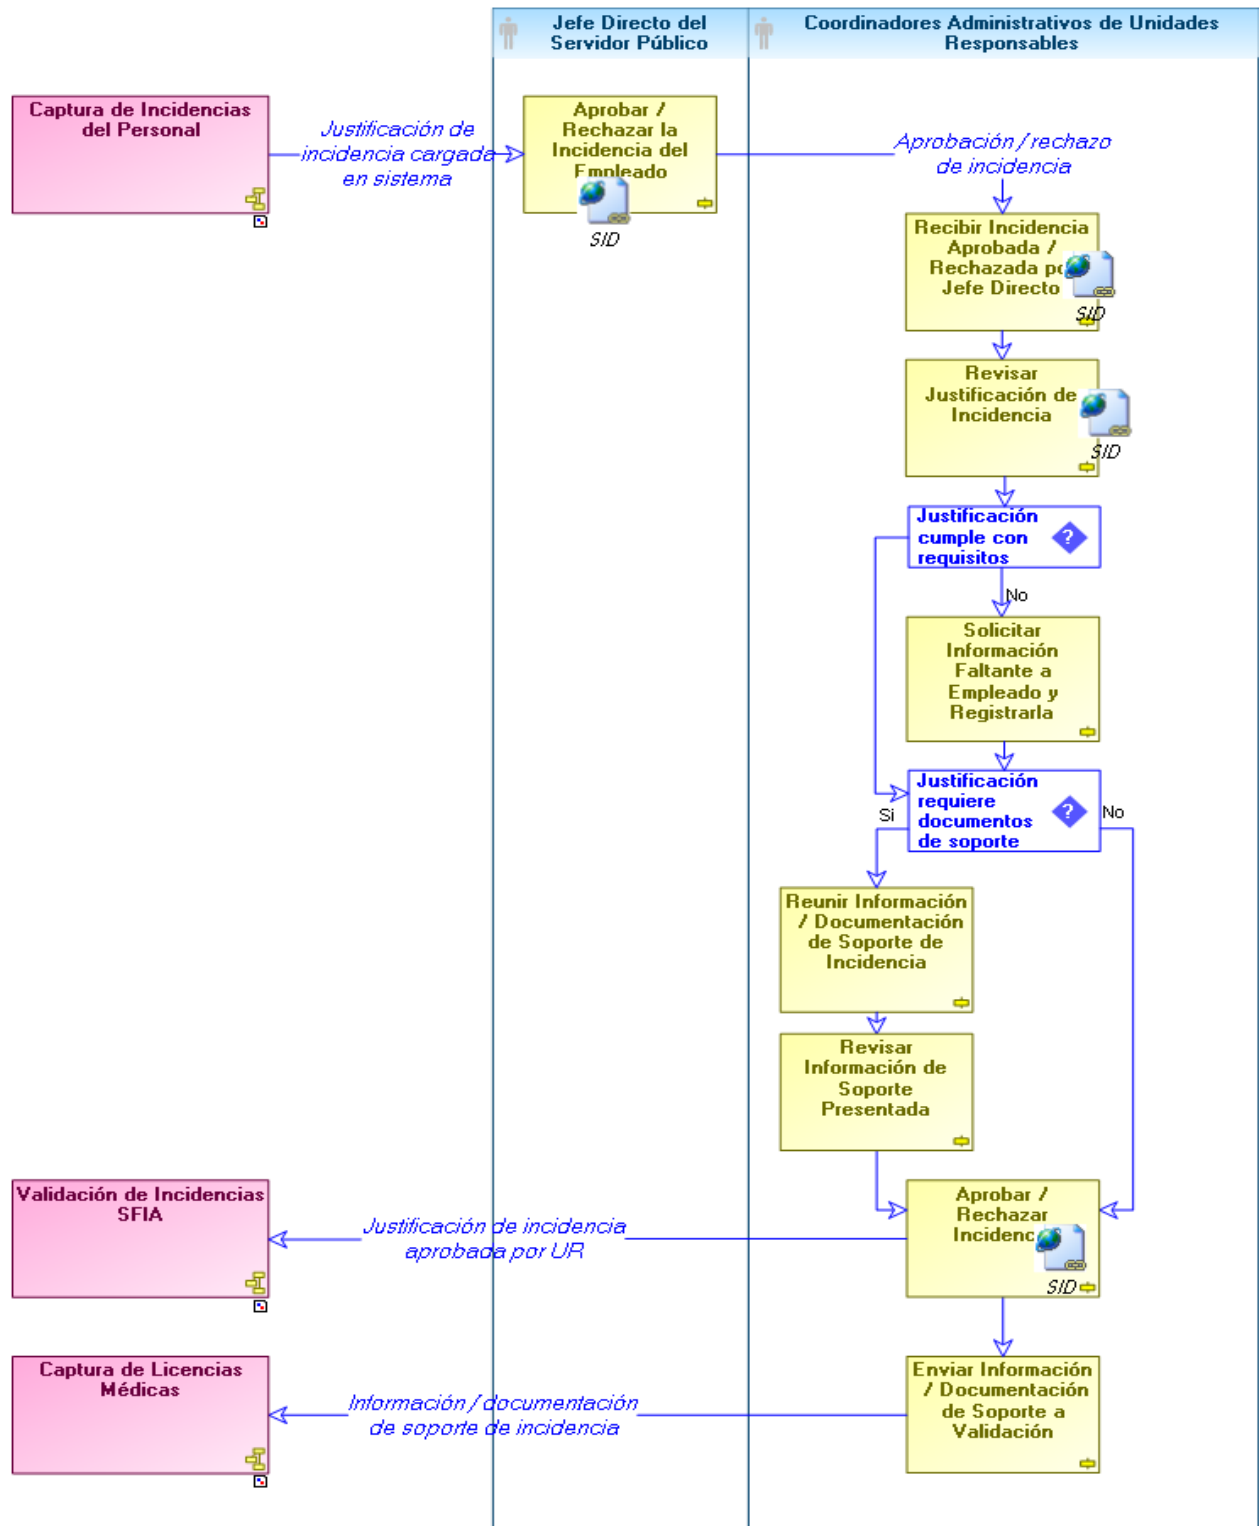 Jefe Directo del
Servidor Público
Coordinadores Administrativos de Unidades
Responsables
Captura de Incidencias
del Personal
Justificación de
incidencia cargada
en sistema
Aprobar /
Rechazar la
Incidencia del
Empleado
SID
Aprobación / rechazo
de incidencia
Recibir Incidencia
Aprobada /
Rechazada po
Jefe Directo
SID
Revisar
Justificación de
Incidencia
SID
Justificación
cumple con
requisitos
?
No
Solicitar
Información
Faltante a
Empleado y
Registrarla
Justificación
requiere
documentos
de soporte
?
Si
No
Reunir Información
/ Documentación
de Soporte de
Incidencia
Revisar
Información de
Soporte
Presentada
Validación de Incidencias
SFIA
Justificación de incidencia
aprobada por UR
Aprobar /
Rechazar
Incidenc
SID
Captura de Licencias
Médicas
Información / documentación
de soporte de incidencia
Enviar Información
/ Documentación
de Soporte a
Validación